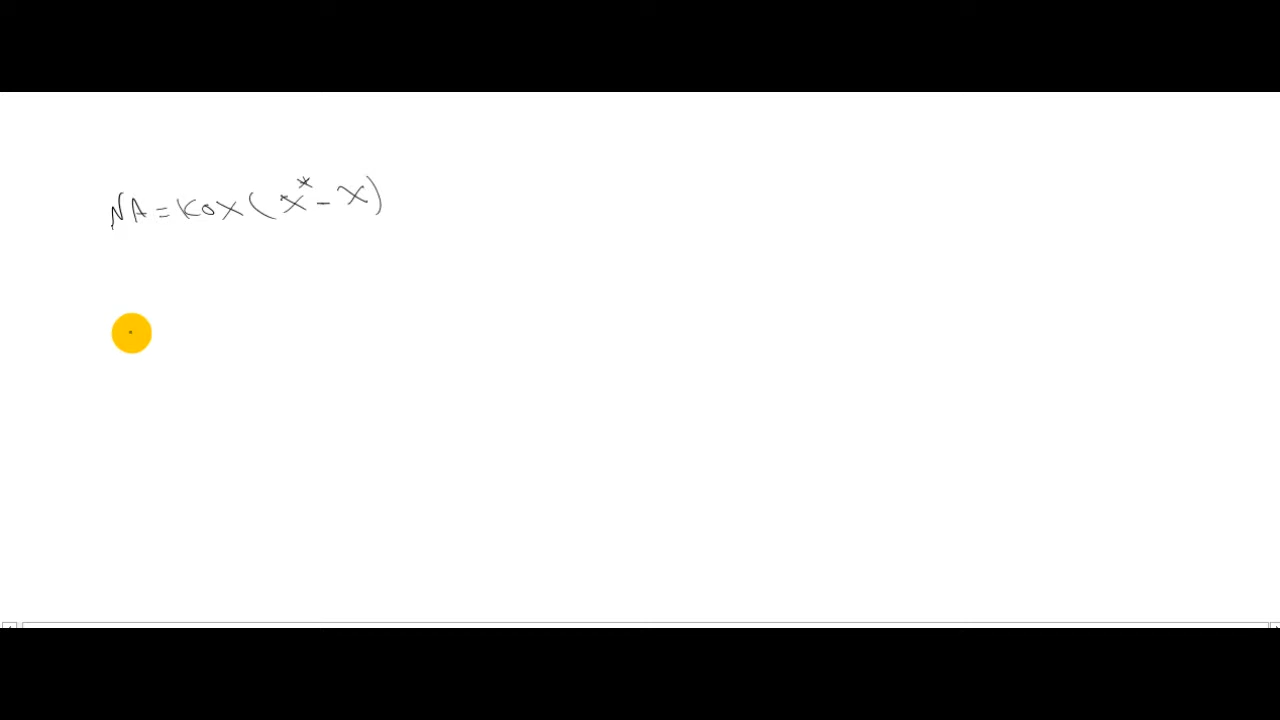 NA = KOX (X* - X)